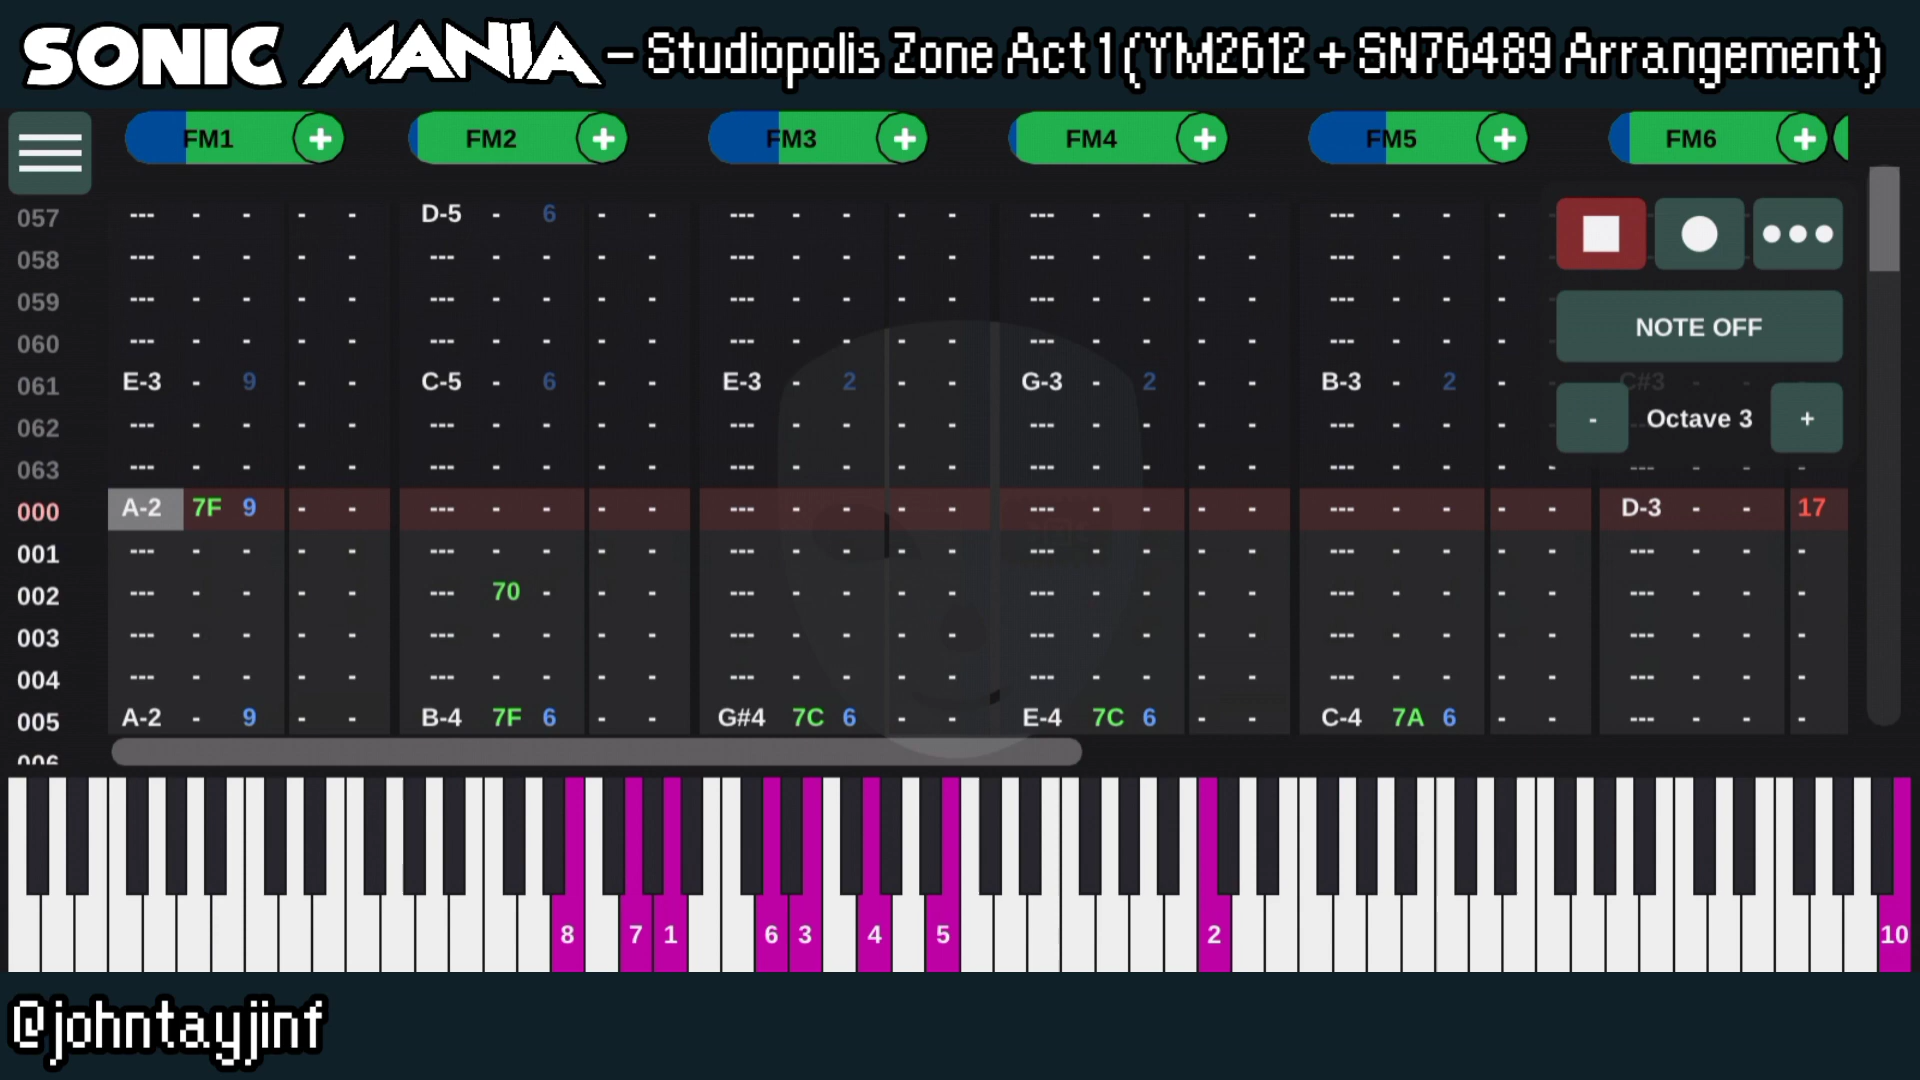 SONIC MANIA – Studiopolis Zone Act 1 (YM2612 + SN76489 Arrangement)
FM1 + FM2 + FM3 + FM4 + FM5 + FM6 +
057 --- - - - - D-5 - 6 - - --- - - - - --- - - - - --- - - -
058 --- - - - - --- - - - - --- - - - - --- - - - - --- - - -
059 --- - - - - --- - - - - --- - - - - --- - - - - --- - - -
NOTE OFF
060 --- - - - - --- - - - - --- - - - - --- - - - - --- - - -
061 E-3 - 9 - - C-5 - 6 - - E-3 - 2 - - G-3 - 2 - - B-3 - 2 - C#3 - -
- Octave 3 +
062 --- - - - - --- - - - - --- - - - - --- - - - - --- - - -
063 --- - - - - --- - - - - --- - - - - --- - - - - --- - - - - --- - - -
000 A-2 7F 9 - - --- - - - - --- - - - - --- - - - - --- - - - - D-3 - - 17
001 --- - - - - --- - - - - --- - - - - --- - - - - --- - - - - --- - - -
002 --- - - - - --- 70 - - - --- - - - - --- - - - - --- - - - - --- - - -
003 --- - - - - --- - - - - --- - - - - --- - - - - --- - - - - --- - - -
004 --- - - - - --- - - - - --- - - - - --- - - - - --- - - - - --- - - -
005 A-2 - 9 - - B-4 7F 6 - - G#4 7C 6 - - E-4 7C 6 - - C-4 7A 6 - - --- - - -
006
8 7 1 6 3 4 5 2 10
@johntayjinf